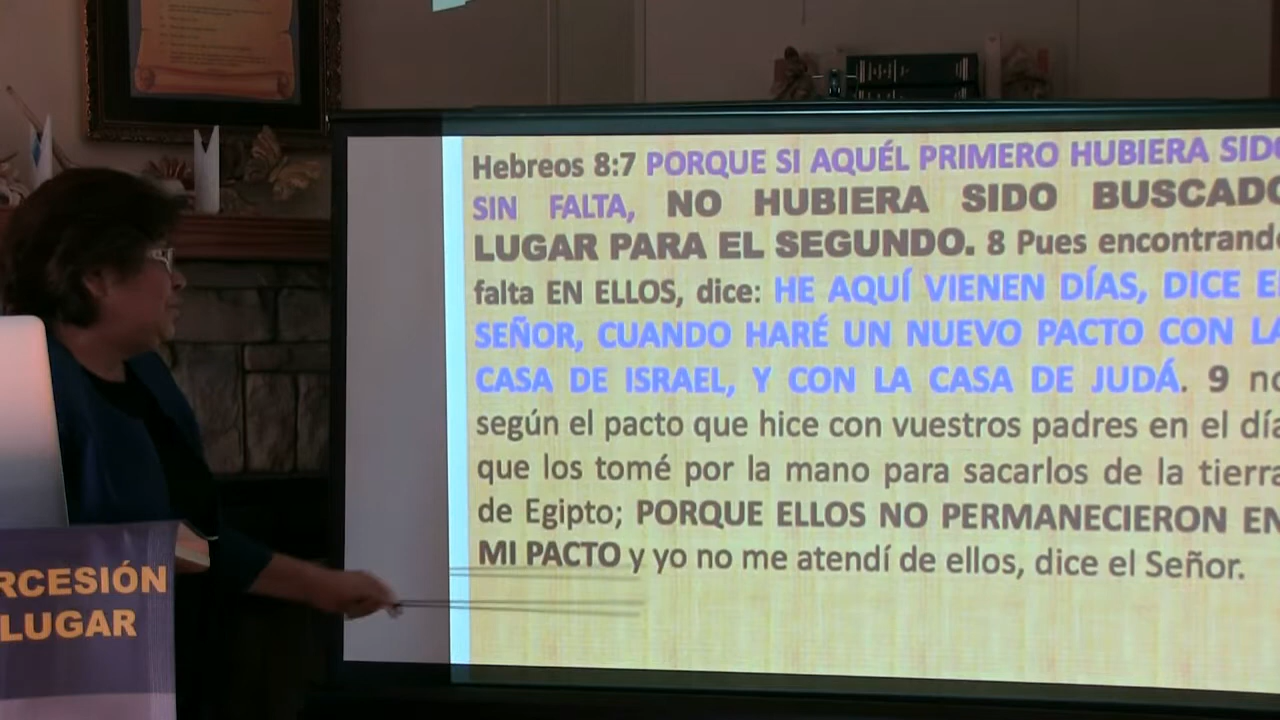 Hebreos 8:7 PORQUE SI AQUÉL PRIMERO HUBIERA SIDO
SIN FALTA, NO HUBIERA SIDO BUSCADO
LUGAR PARA EL SEGUNDO. 8 Pues encontrand
falta EN ELLOS, dice: HE AQUÍ VIENEN DÍAS, DICE E
SEÑOR, CUANDO HARÉ UN NUEVO PACTO CON LA
CASA DE ISRAEL, Y CON LA CASA DE JUDÁ. 9 no
según el pacto que hice con vuestros padres en el día
que los tomé por la mano para sacarlos de la tierra
de Egipto; PORQUE ELLOS NO PERMANECIERON EN
MI PACTO y yo no me atendí de ellos, dice el Señor.
RCESIÓN
LUGAR